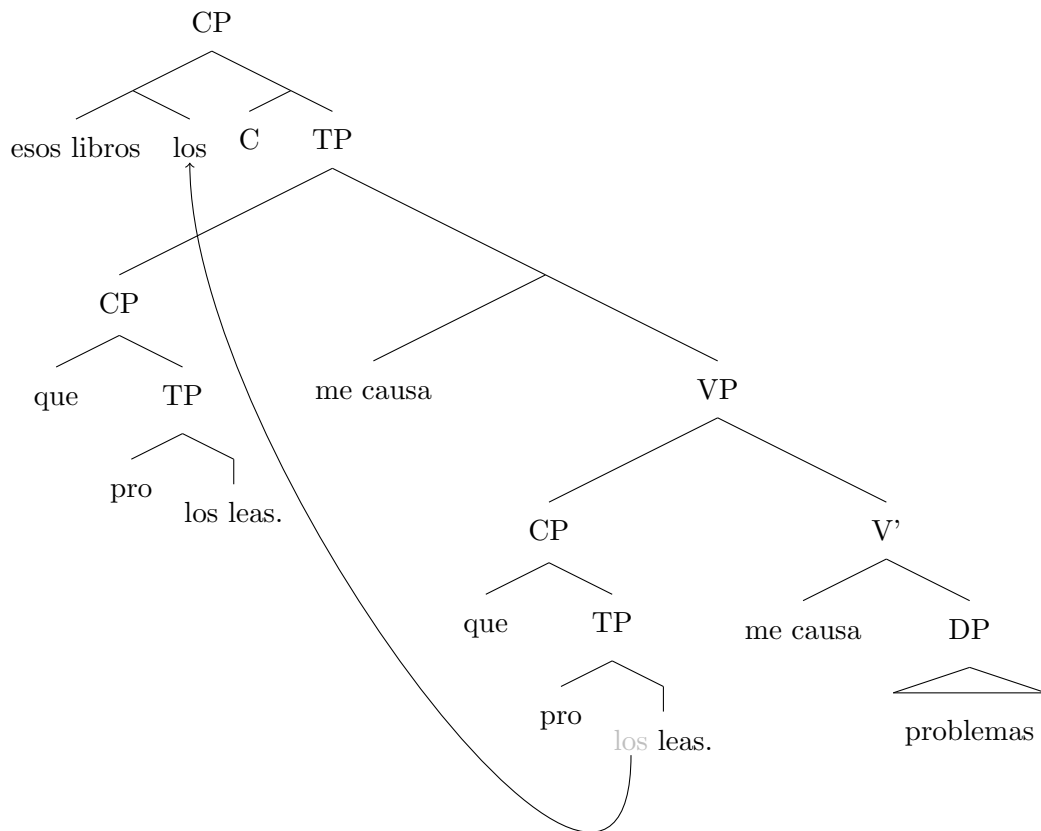 CP
esos libros los C TP
CP
que TP me causa VP
pro
los leas.
CP V'
que TP me causa DP
pro
los leas. problemas